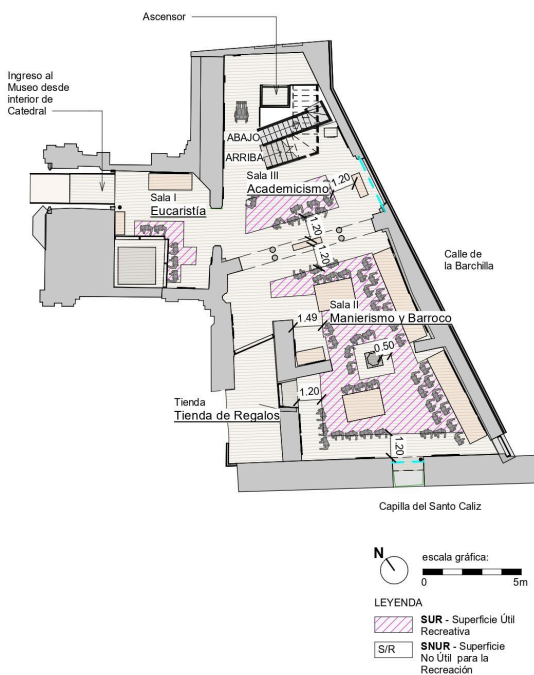 Ascensor
Ingreso al
Museo desde
interior de
Catedral
ABAJO
ARRIBA
Sala III
Academicismo
1.20
Sala I
Eucaristía
1.20
1.20
Calle de
la Barchilla
Sala II
Manierismo y Barroco
1.49
0.50
1.20
Tienda
Tienda de Regalos
1.20
Capilla del Santo Caliz
N
escala gráfica:
0 5m
LEYENDA
SUR - Superficie Útil
Recreativa
S/R
SNUR - Superficie
No Útil para la
Recreación